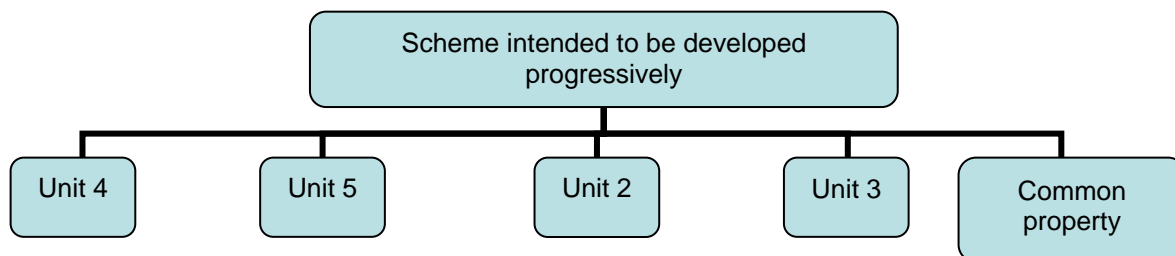 Scheme intended to be developed
progressively
Unit 4
Unit 5
Unit 2
Unit 3
Common
property